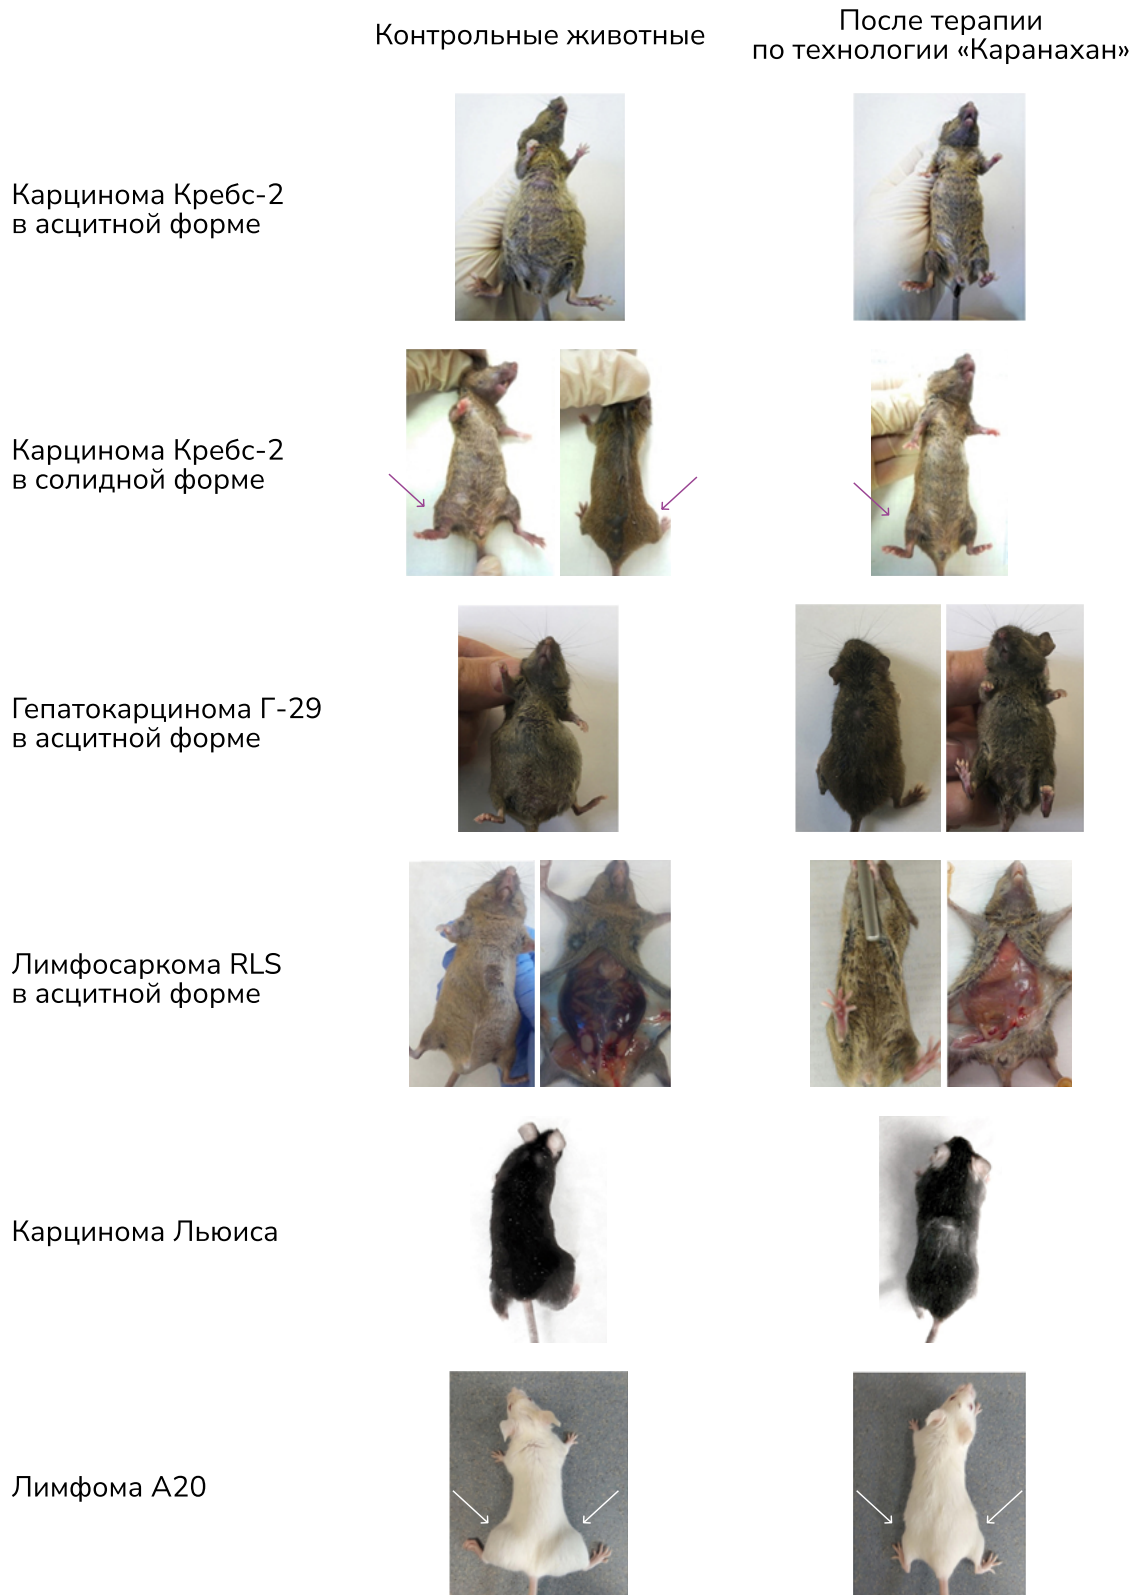 Контрольные животные
После терапии
по технологии «Каранахан»
Карцинома Кребс-2
в асцитной форме
Карцинома Кребс-2
в солидной форме
Гепатокарцинома Г-29
в асцитной форме
Лимфосаркома RLS
в асцитной форме
Карцинома Льюиса
Лимфома А20